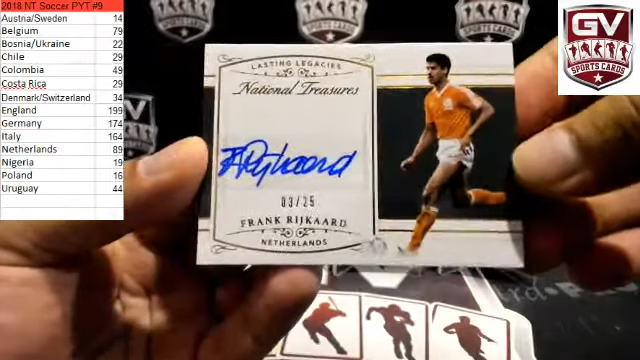 2018 NT Soccer PYT #9
Austria/Sweden 14
Belgium 79
Bosnia/Ukraine 22
Chile 29
Colombia 49
Costa Rica 29
Denmark/Switzerland 34
England 199
Germany 174
Italy 164
Netherlands 89
Nigeria 19
Poland 16
Uruguay 44
LASTING LEGACIES
National Treasures
F Rijkaard
03/25
FRANK RIJKAARD
NETHERLANDS
GV
SPORTS CARDS